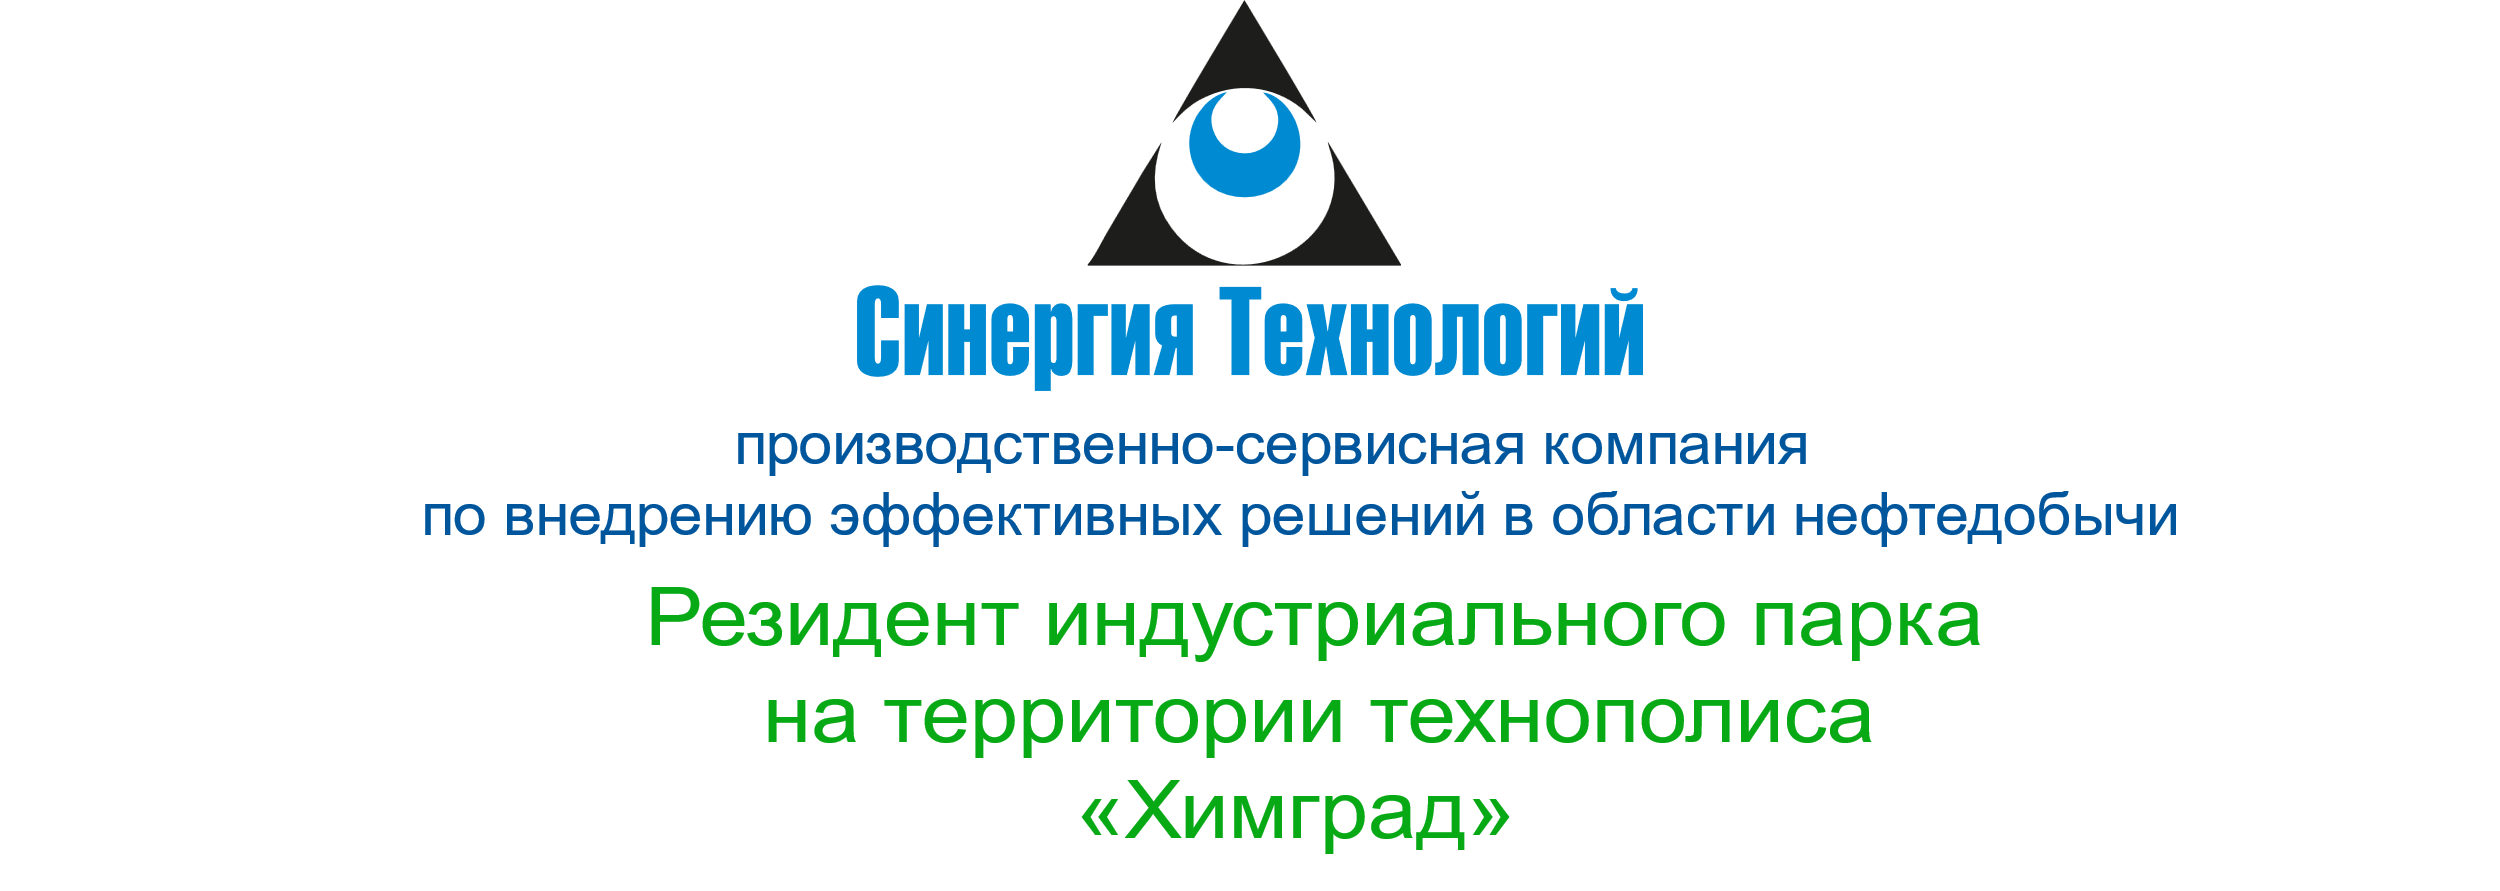 Синергия Технологий
производственно-сервисная компания
по внедрению эффективных решений в области нефтедобычи
Резидент индустриального парка
на территории технополиса
«Химград»